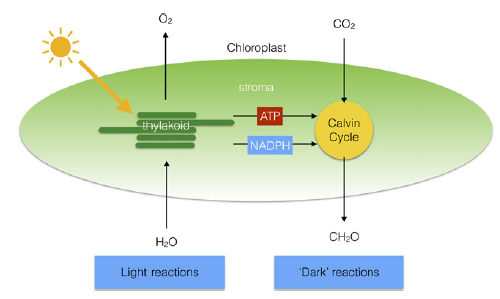 O₂
CO₂
Chloroplast
stroma
thylakoid
ATP
NADPH
Calvin
Cycle
H₂O
CH₂O
Light reactions
‘Dark’ reactions